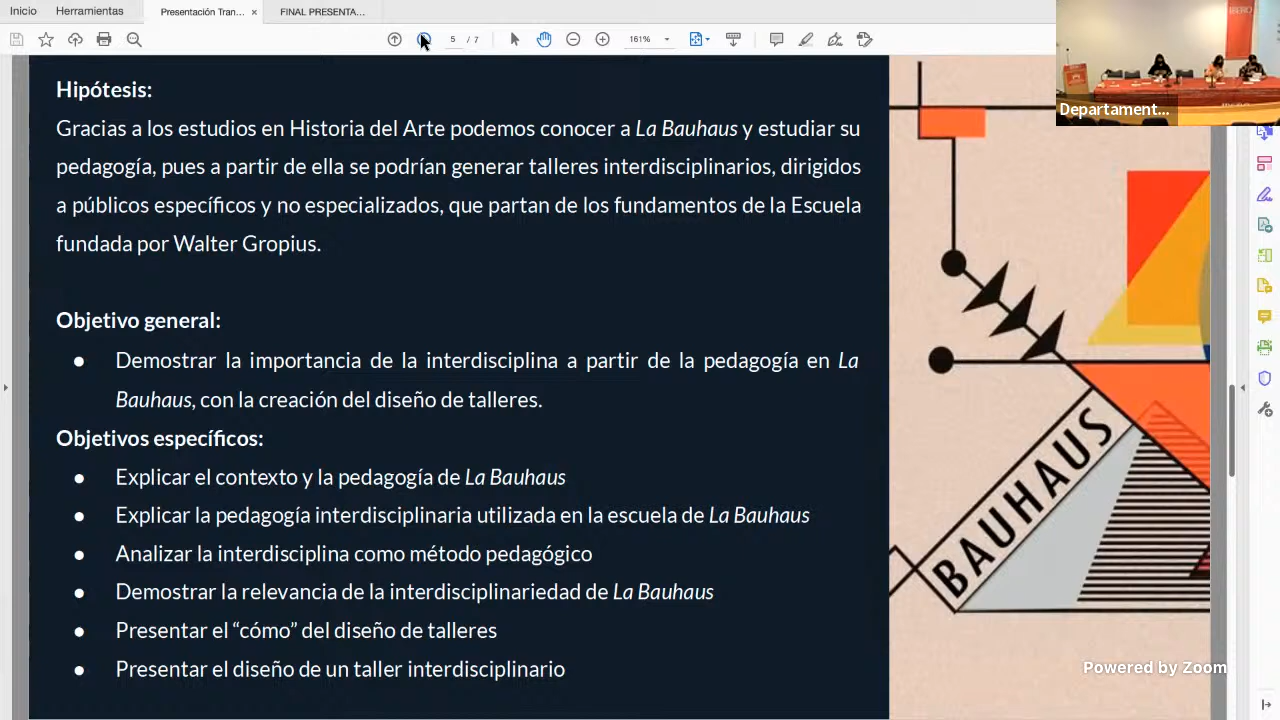 Inicio Herramientas Presentación Tran... × FINAL PRESENTA...
5 / 7 161%
Departament...
Hipótesis:
Gracias a los estudios en Historia del Arte podemos conocer a La Bauhaus y estudiar su
pedagogía, pues a partir de ella se podrían generar talleres interdisciplinarios, dirigidos
a públicos específicos y no especializados, que partan de los fundamentos de la Escuela
fundada por Walter Gropius.
Objetivo general:
● Demostrar la importancia de la interdisciplina a partir de la pedagogía en La
Bauhaus, con la creación del diseño de talleres.
Objetivos específicos:
● Explicar el contexto y la pedagogía de La Bauhaus
● Explicar la pedagogía interdisciplinaria utilizada en la escuela de La Bauhaus
● Analizar la interdisciplina como método pedagógico
● Demostrar la relevancia de la interdisciplinariedad de La Bauhaus
● Presentar el “cómo” del diseño de talleres
● Presentar el diseño de un taller interdisciplinario
BAUHAUS
Powered by Zoom